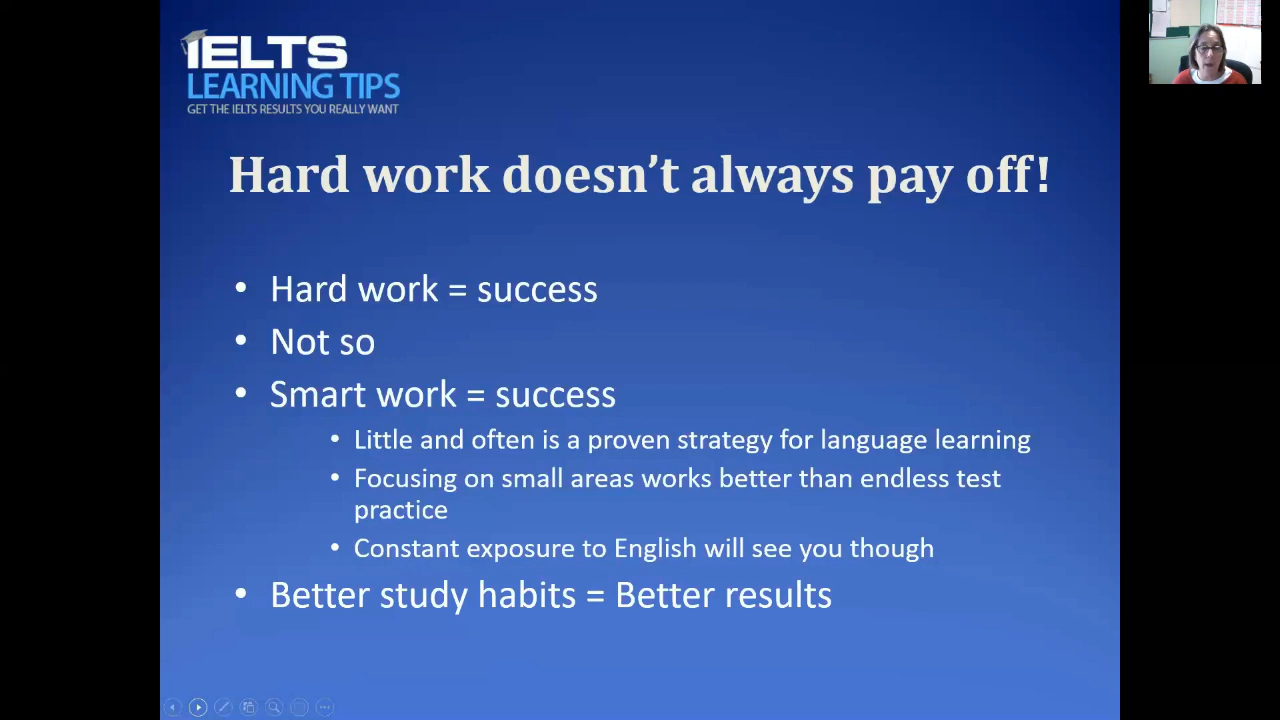 IELTS
LEARNING TIPS
GET THE IELTS RESULTS YOU REALLY WANT
Hard work doesn’t always pay off!
• Hard work = success
• Not so
• Smart work = success
• Little and often is a proven strategy for language learning
• Focusing on small areas works better than endless test
practice
• Constant exposure to English will see you though
• Better study habits = Better results